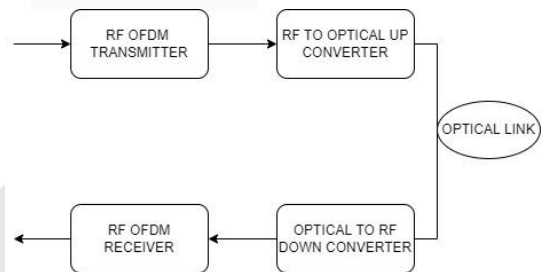 RF OFDM
TRANSMITTER
RF TO OPTICAL UP
CONVERTER
OPTICAL LINK
RF OFDM
RECEIVER
OPTICAL TO RF
DOWN CONVERTER